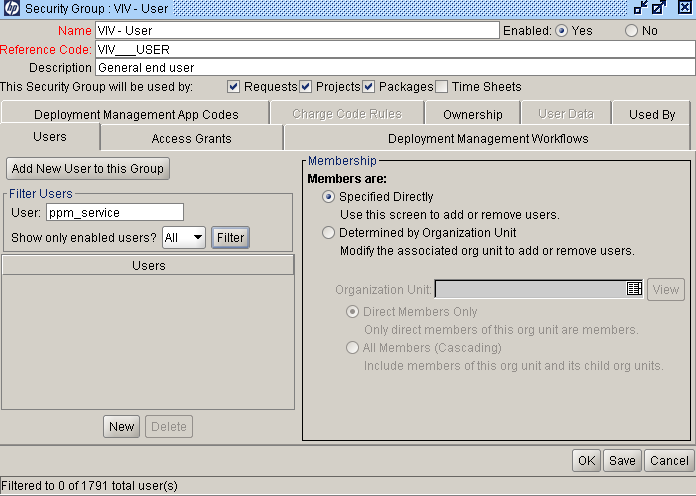 hp Security Group : VIV - User
Name VIV - User Enabled: Yes No
Reference Code: VIV___USER
Description General end user
This Security Group will be used by: Requests Projects Packages Time Sheets
Deployment Management App Codes Charge Code Rules Ownership User Data Used By
Users Access Grants Deployment Management Workflows
Add New User to this Group
Filter Users
User: ppm_service
Show only enabled users? All Filter
Users
New Delete
Membership
Members are:
Specified Directly
Use this screen to add or remove users.
Determined by Organization Unit
Modify the associated org unit to add or remove users.
Organization Unit: View
Direct Members Only
Only direct members of this org unit are members.
All Members (Cascading)
Include members of this org unit and its child org units.
OK Save Cancel
Filtered to 0 of 1791 total user(s)